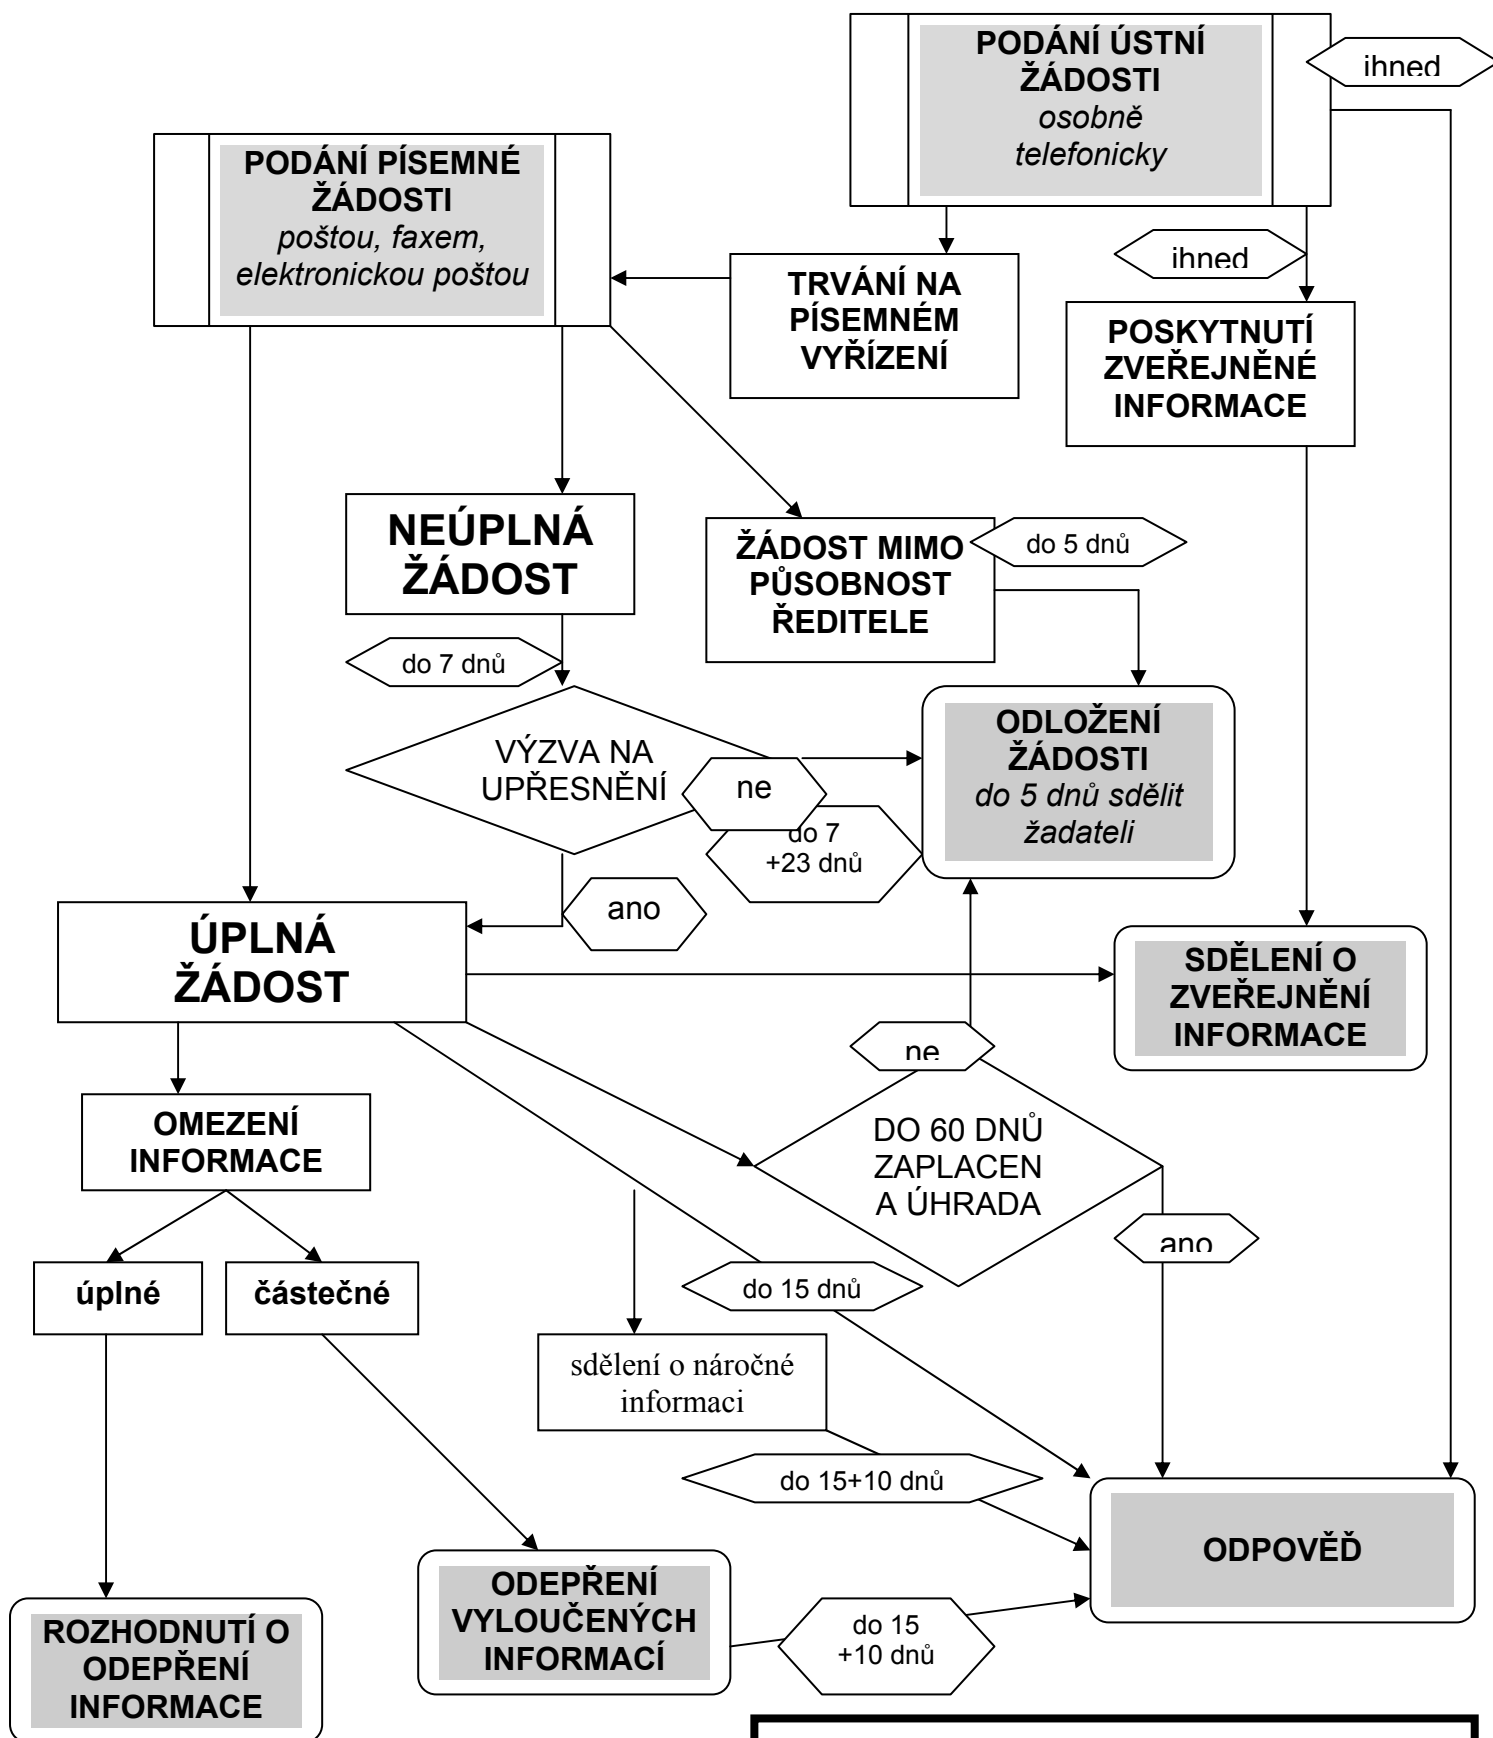 PODÁNÍ ÚSTNÍ
ŽÁDOSTI
osobně
telefonicky
ihned
PODÁNÍ PÍSEMNÉ
ŽÁDOSTI
poštou, faxem,
elektronickou poštou
ihned
TRVÁNÍ NA
PÍSEMNÉM
VYŘÍZENÍ
POSKYTNUTÍ
ZVEŘEJNĚNÉ
INFORMACE
NEÚPLNÁ
ŽÁDOST
ŽÁDOST MIMO
PŮSOBNOST
ŘEDITELE
do 5 dnů
do 7 dnů
VÝZVA NA
UPŘESNĚNÍ
ne
do 7
+23 dnů
ODLOŽENÍ
ŽÁDOSTI
do 5 dnů sdělit
žadateli
ano
ÚPLNÁ
ŽÁDOST
SDĚLENÍ O
ZVEŘEJNĚNÍ
INFORMACE
ne
OMEZENÍ
INFORMACE
DO 60 DNŮ
ZAPLACEN
A ÚHRADA
ano
úplné
částečné
do 15 dnů
sdělení o náročné
informaci
do 15+10 dnů
ODPOVĚĎ
ODEPŘENÍ
VYLOUČENÝCH
INFORMACÍ
do 15
+10 dnů
ROZHODNUTÍ O
ODEPŘENÍ
INFORMACE